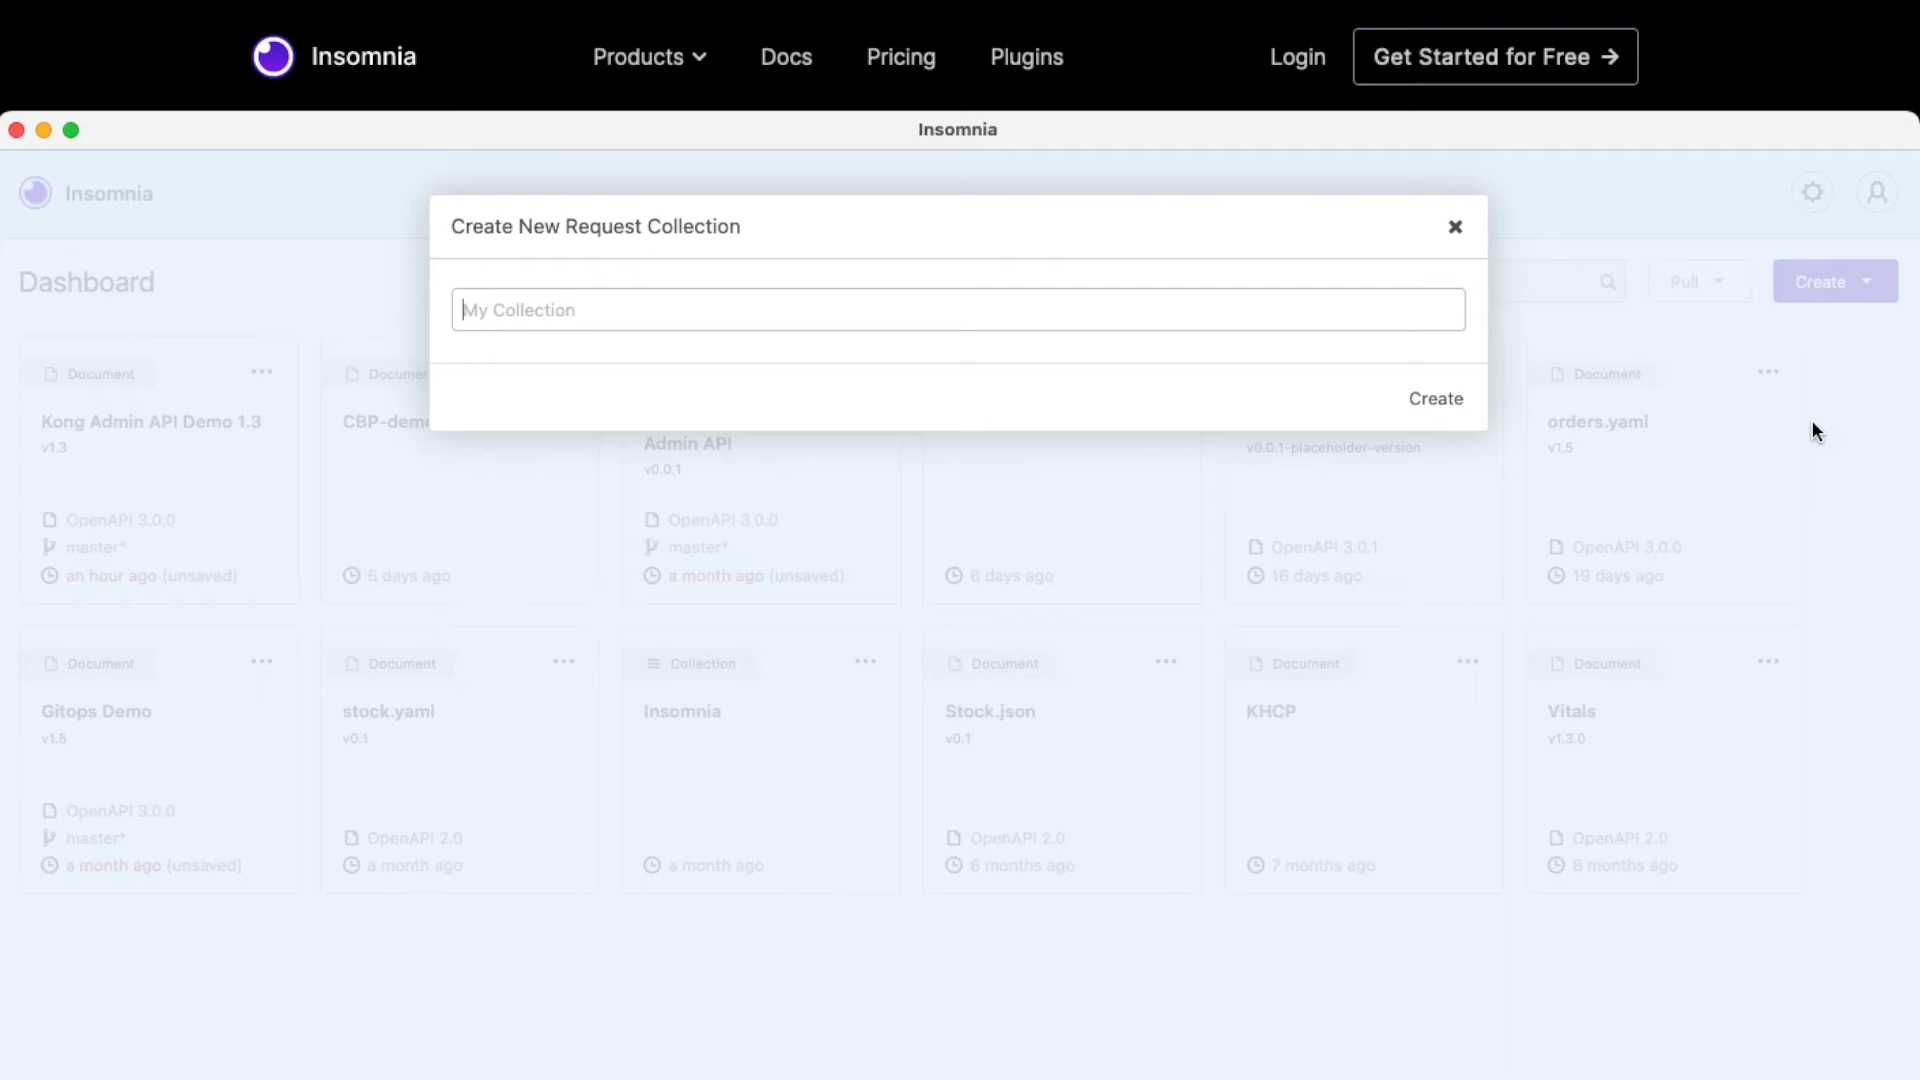 Insomnia
Products
Docs
Pricing
Plugins
Login
Get Started for Free →
Insomnia
Insomnia
Create New Request Collection
Dashboard
Pull
Create
My Collection
Create
Document
Kong Admin API Demo 1.3
v1.3
OpenAPI 3.0.0
master*
an hour ago (unsaved)
CBP-dem
5 days ago
Admin API
v0.0.1
OpenAPI 3.0.0
master*
a month ago (unsaved)
6 days ago
v0.0.1-placeholder-version
OpenAPI 3.0.1
16 days ago
Document
orders.yaml
v1.5
OpenAPI 3.0.0
19 days ago
Document
Gitops Demo
v1.5
OpenAPI 3.0.0
master*
a month ago (unsaved)
Document
stock.yaml
v0.1
OpenAPI 2.0
a month ago
Collection
Insomnia
a month ago
Document
Stock.json
v0.1
OpenAPI 2.0
6 months ago
Document
KHCP
7 months ago
Document
Vitals
v1.3.0
OpenAPI 2.0
8 months ago